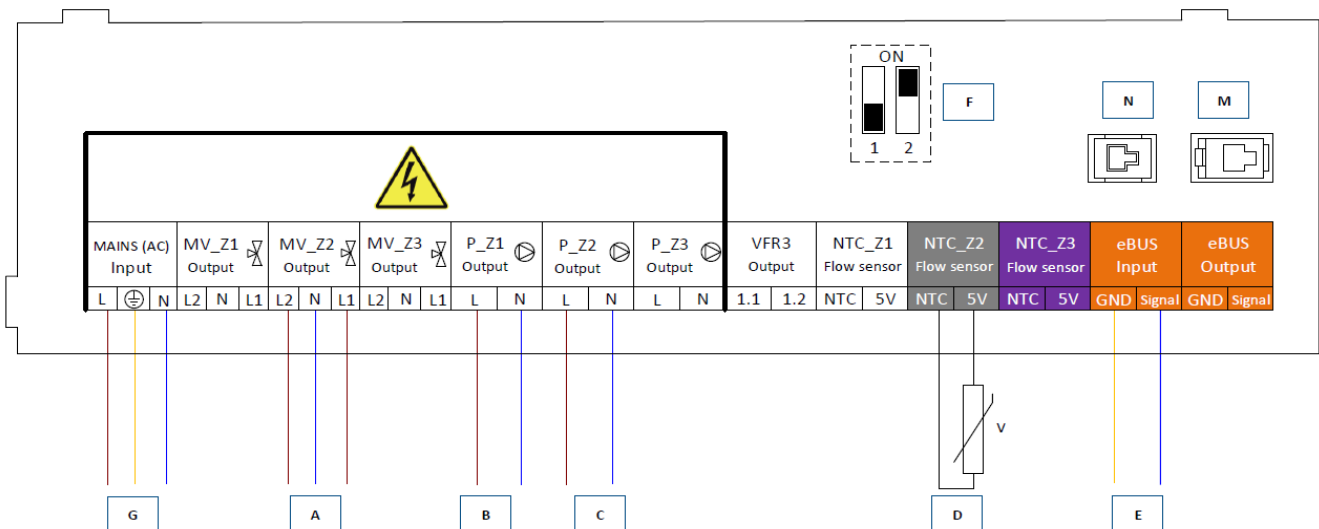 ON
1 2
F
N
M
MAINS (AC)
Input
L N
MV_Z1
Output
L2 N L1
MV_Z2
Output
L2 N L1
MV_Z3
Output
L2 N L1
P_Z1
Output
L N
P_Z2
Output
L N
P_Z3
Output
L N
VFR3
Output
1.1 1.2
NTC_Z1
Flow sensor
NTC 5V
NTC_Z2
Flow sensor
NTC 5V
NTC_Z3
Flow sensor
NTC 5V
eBUS
Input
GND Signal
eBUS
Output
GND Signal
V
G
A
B
C
D
E